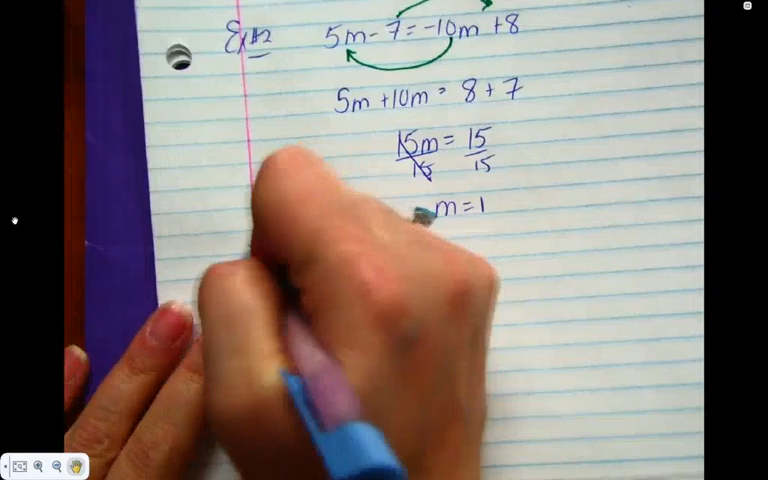 Ex#2 5m - 7 = -10m + 8
5m + 10m = 8 + 7
15m = 15
15 15
m = 1